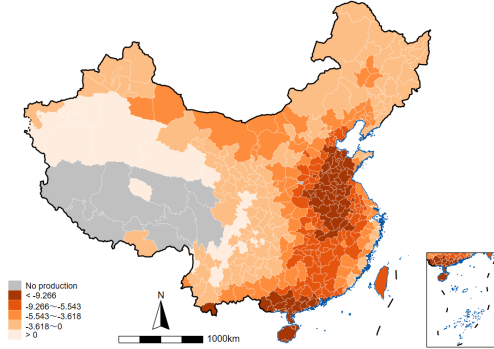 No production
< -9.266
-9.266～-5.543
-5.543～-3.618
-3.618～0
> 0
N
1000km